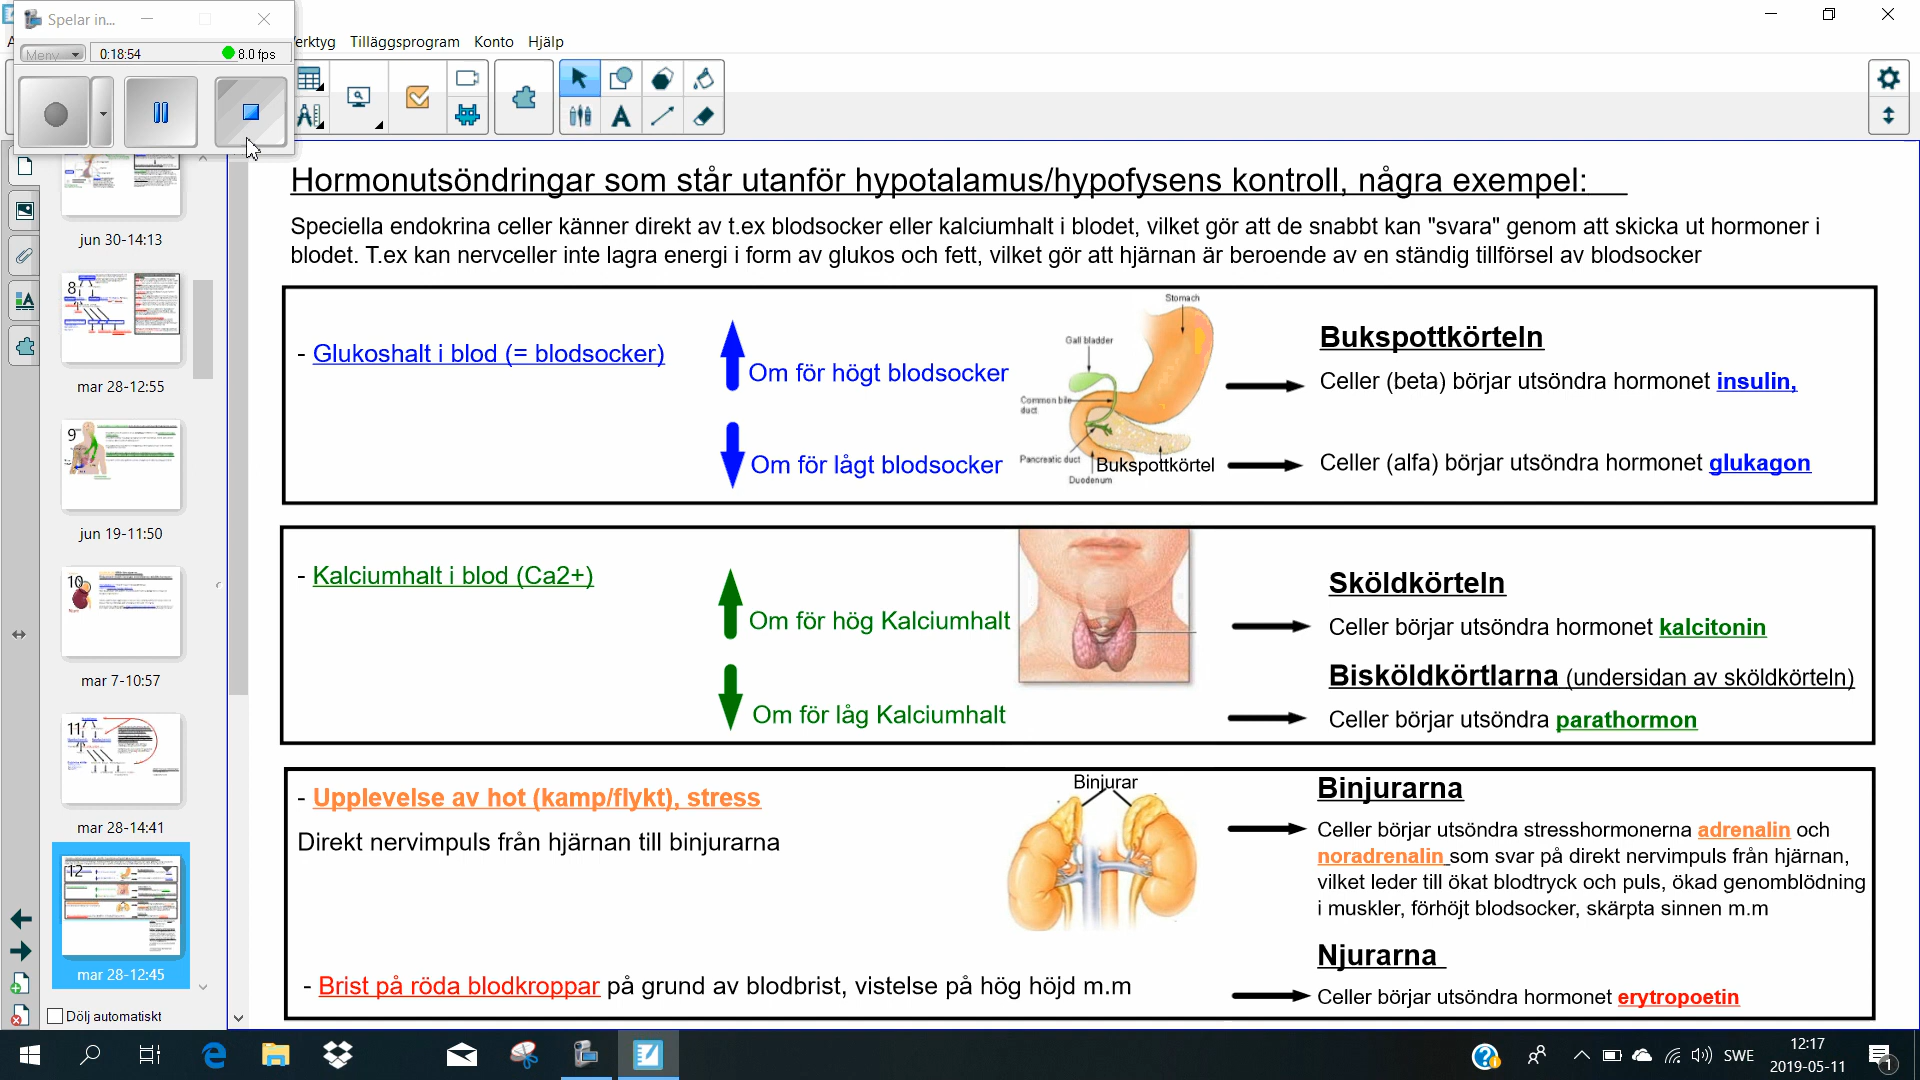 Spelar in...
Meny
0:18:54
8.0 fps
Verktyg Tilläggsprogram Konto Hjälp
jun 30-14:13
8
mar 28-12:55
9
jun 19-11:50
10
mar 7-10:57
11
mar 28-14:41
12
mar 28-12:45
Dölj automatiskt
Hormonutsöndringar som står utanför hypotalamus/hypofysens kontroll, några exempel:
Speciella endokrina celler känner direkt av t.ex blodsocker eller kalciumhalt i blodet, vilket gör att de snabbt kan "svara" genom att skicka ut hormoner i
blodet. T.ex kan nervceller inte lagra energi i form av glukos och fett, vilket gör att hjärnan är beroende av en ständig tillförsel av blodsocker
- Glukoshalt i blod (= blodsocker)
Om för högt blodsocker
Om för lågt blodsocker
Stomach
Gall bladder
Common bile
duct
Pancreatic duct
Bukspottkörtel
Duodenum
Bukspottkörteln
Celler (beta) börjar utsöndra hormonet insulin,
Celler (alfa) börjar utsöndra hormonet glukagon
- Kalciumhalt i blod (Ca2+)
Om för hög Kalciumhalt
Om för låg Kalciumhalt
Sköldkörteln
Celler börjar utsöndra hormonet kalcitonin
Bisköldkörtlarna (undersidan av sköldkörteln)
Celler börjar utsöndra parathormon
- Upplevelse av hot (kamp/flykt), stress
Direkt nervimpuls från hjärnan till binjurarna
Binjurar
Binjurarna
Celler börjar utsöndra stresshormonerna adrenalin och
noradrenalin som svar på direkt nervimpuls från hjärnan,
vilket leder till ökat blodtryck och puls, ökad genomblödning
i muskler, förhöjt blodsocker, skärpta sinnen m.m
- Brist på röda blodkroppar på grund av blodbrist, vistelse på hög höjd m.m
Njurarna
Celler börjar utsöndra hormonet erytropoetin
SWE
12:17
2019-05-11
1